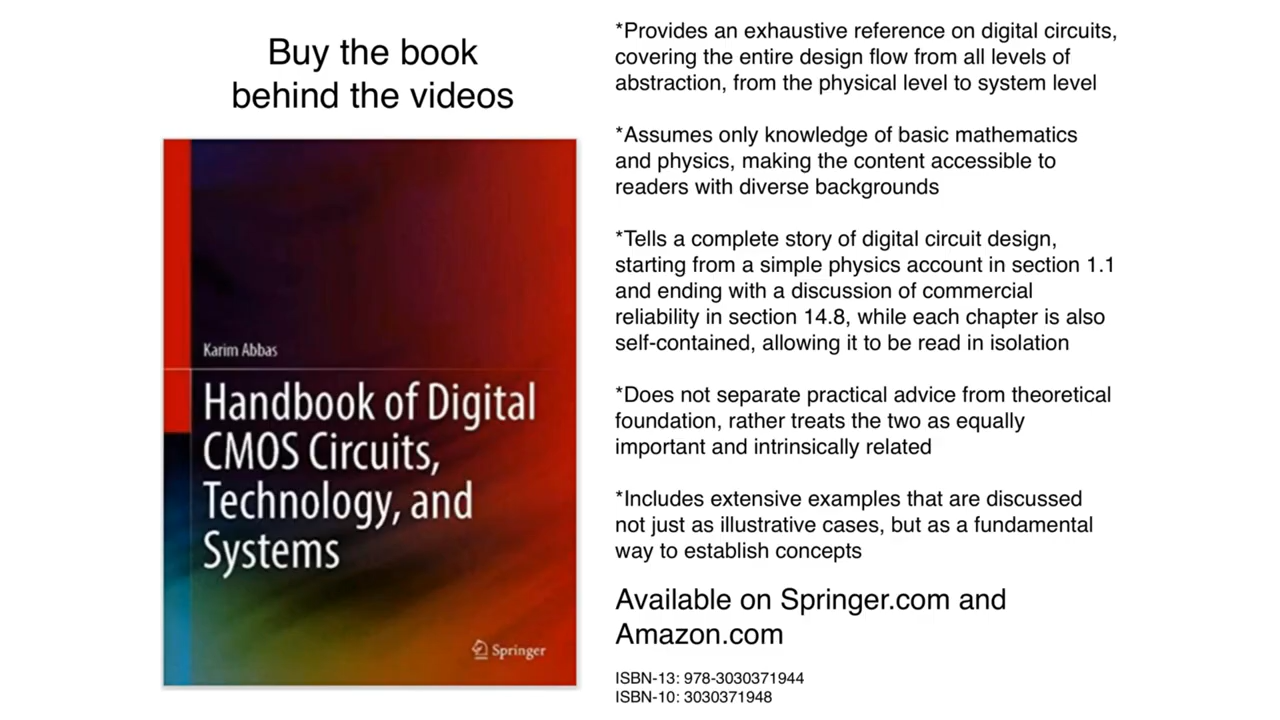 Buy the book
behind the videos
Karim Abbas
Handbook of Digital
CMOS Circuits,
Technology, and
Systems
Springer
*Provides an exhaustive reference on digital circuits,
covering the entire design flow from all levels of
abstraction, from the physical level to system level
*Assumes only knowledge of basic mathematics
and physics, making the content accessible to
readers with diverse backgrounds
*Tells a complete story of digital circuit design,
starting from a simple physics account in section 1.1
and ending with a discussion of commercial
reliability in section 14.8, while each chapter is also
self-contained, allowing it to be read in isolation
*Does not separate practical advice from theoretical
foundation, rather treats the two as equally
important and intrinsically related
*Includes extensive examples that are discussed
not just as illustrative cases, but as a fundamental
way to establish concepts
Available on Springer.com and
Amazon.com
ISBN-13: 978-3030371944
ISBN-10: 3030371948